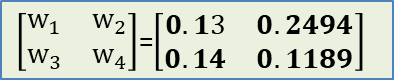 [w₁ w₂] = [0.13 0.2494]
[w₃ w₄] [0.14 0.1189]